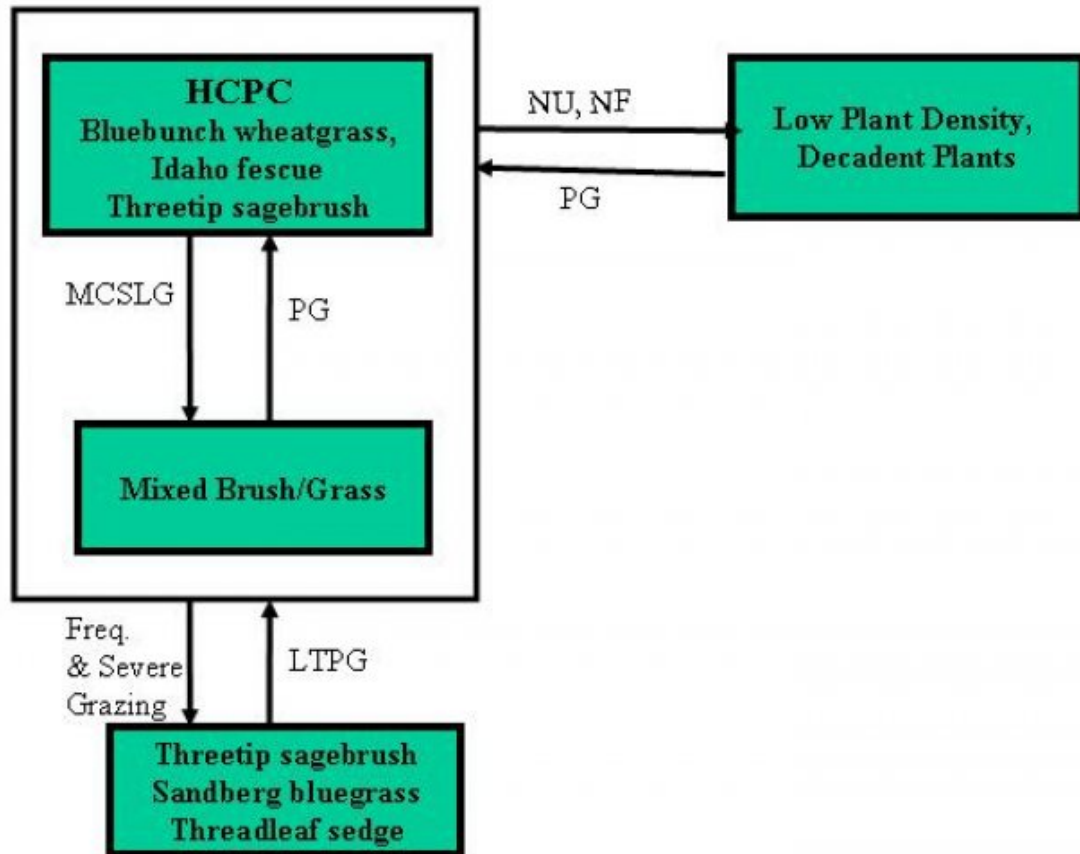 HCPC
Bluebunch wheatgrass,
Idaho fescue
Threetip sagebrush
NU, NF
PG
Low Plant Density,
Decadent Plants
MCSLG
PG
Mixed Brush/Grass
Freq.
& Severe
Grazing
LTPG
Threetip sagebrush
Sandberg bluegrass
Threadleaf sedge